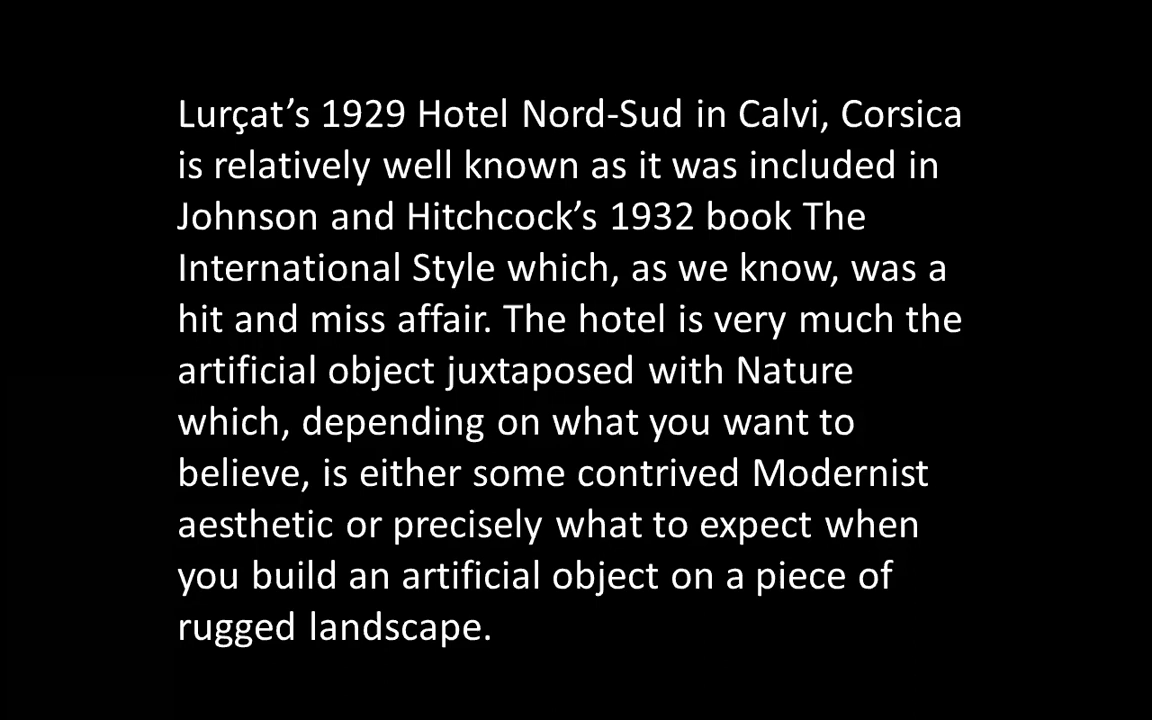 Lurçat’s 1929 Hotel Nord-Sud in Calvi, Corsica
is relatively well known as it was included in
Johnson and Hitchcock’s 1932 book The
International Style which, as we know, was a
hit and miss affair. The hotel is very much the
artificial object juxtaposed with Nature
which, depending on what you want to
believe, is either some contrived Modernist
aesthetic or precisely what to expect when
you build an artificial object on a piece of
rugged landscape.